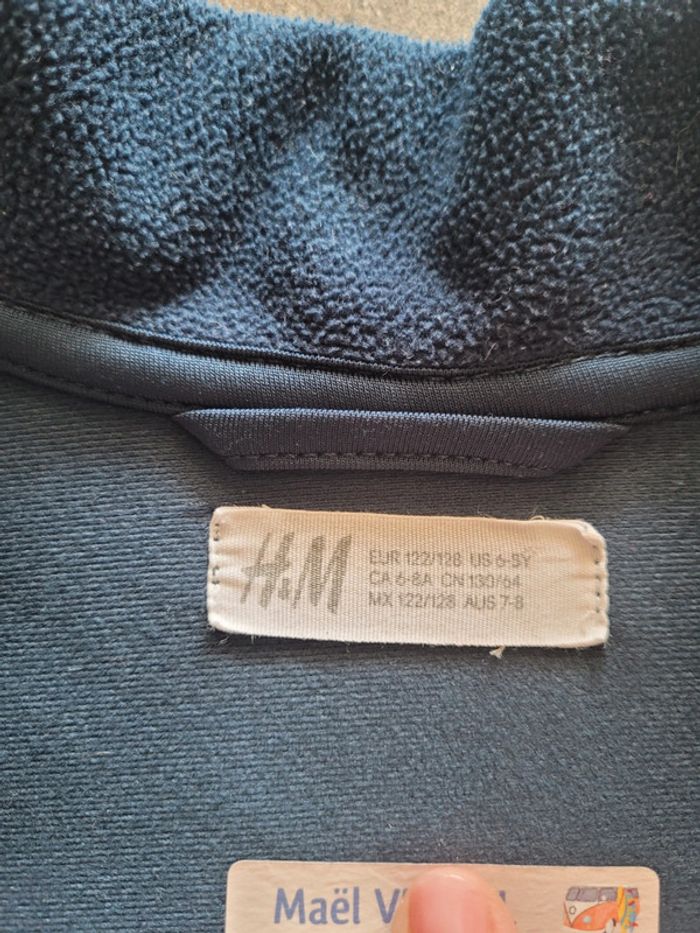 H&M
EUR 122/128 US 6-8Y
CA 6-8A CN 130/64
MX 122/128 AUS 7-8
Maël